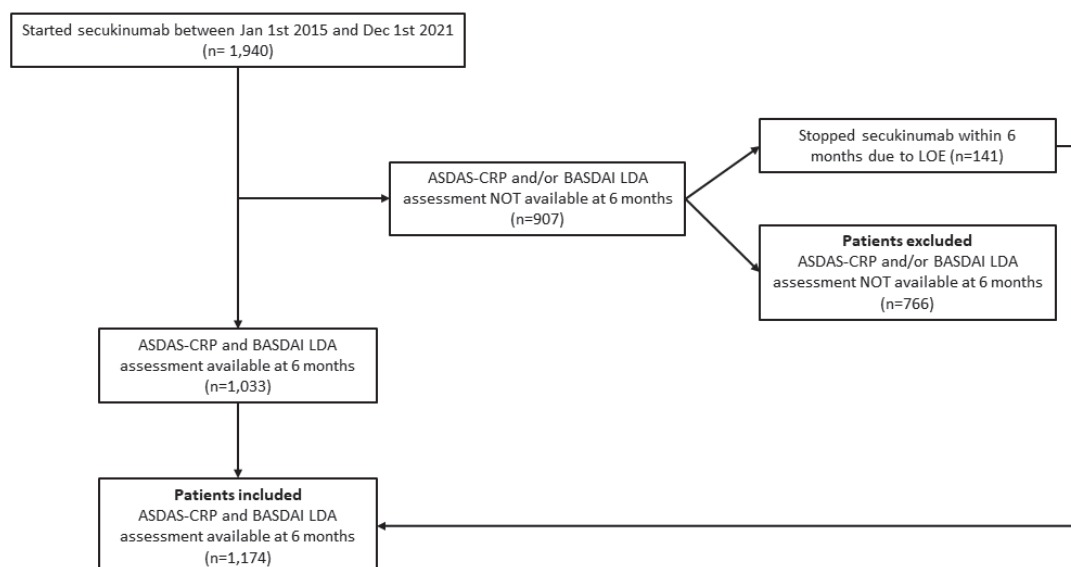 Started secukinumab between Jan 1st 2015 and Dec 1st 2021
(n= 1,940)
Stopped secukinumab within 6
months due to LOE (n=141)
ASDAS-CRP and/or BASDAI LDA
assessment NOT available at 6 months
(n=907)
Patients excluded
ASDAS-CRP and/or BASDAI LDA
assessment NOT available at 6 months
(n=766)
ASDAS-CRP and BASDAI LDA
assessment available at 6 months
(n=1,033)
Patients included
ASDAS-CRP and BASDAI LDA
assessment available at 6 months
(n=1,174)